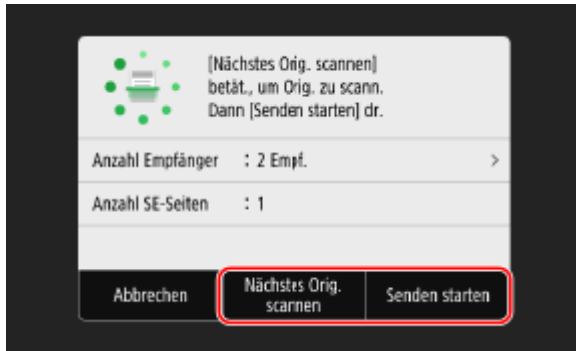 [Nächstes Orig. scannen]
betät., um Orig. zu scann.
Dann [Senden starten] dr.
Anzahl Empfänger : 2 Empf. >
Anzahl SE-Seiten : 1
Abbrechen
Nächstes Orig.
scannen
Senden starten